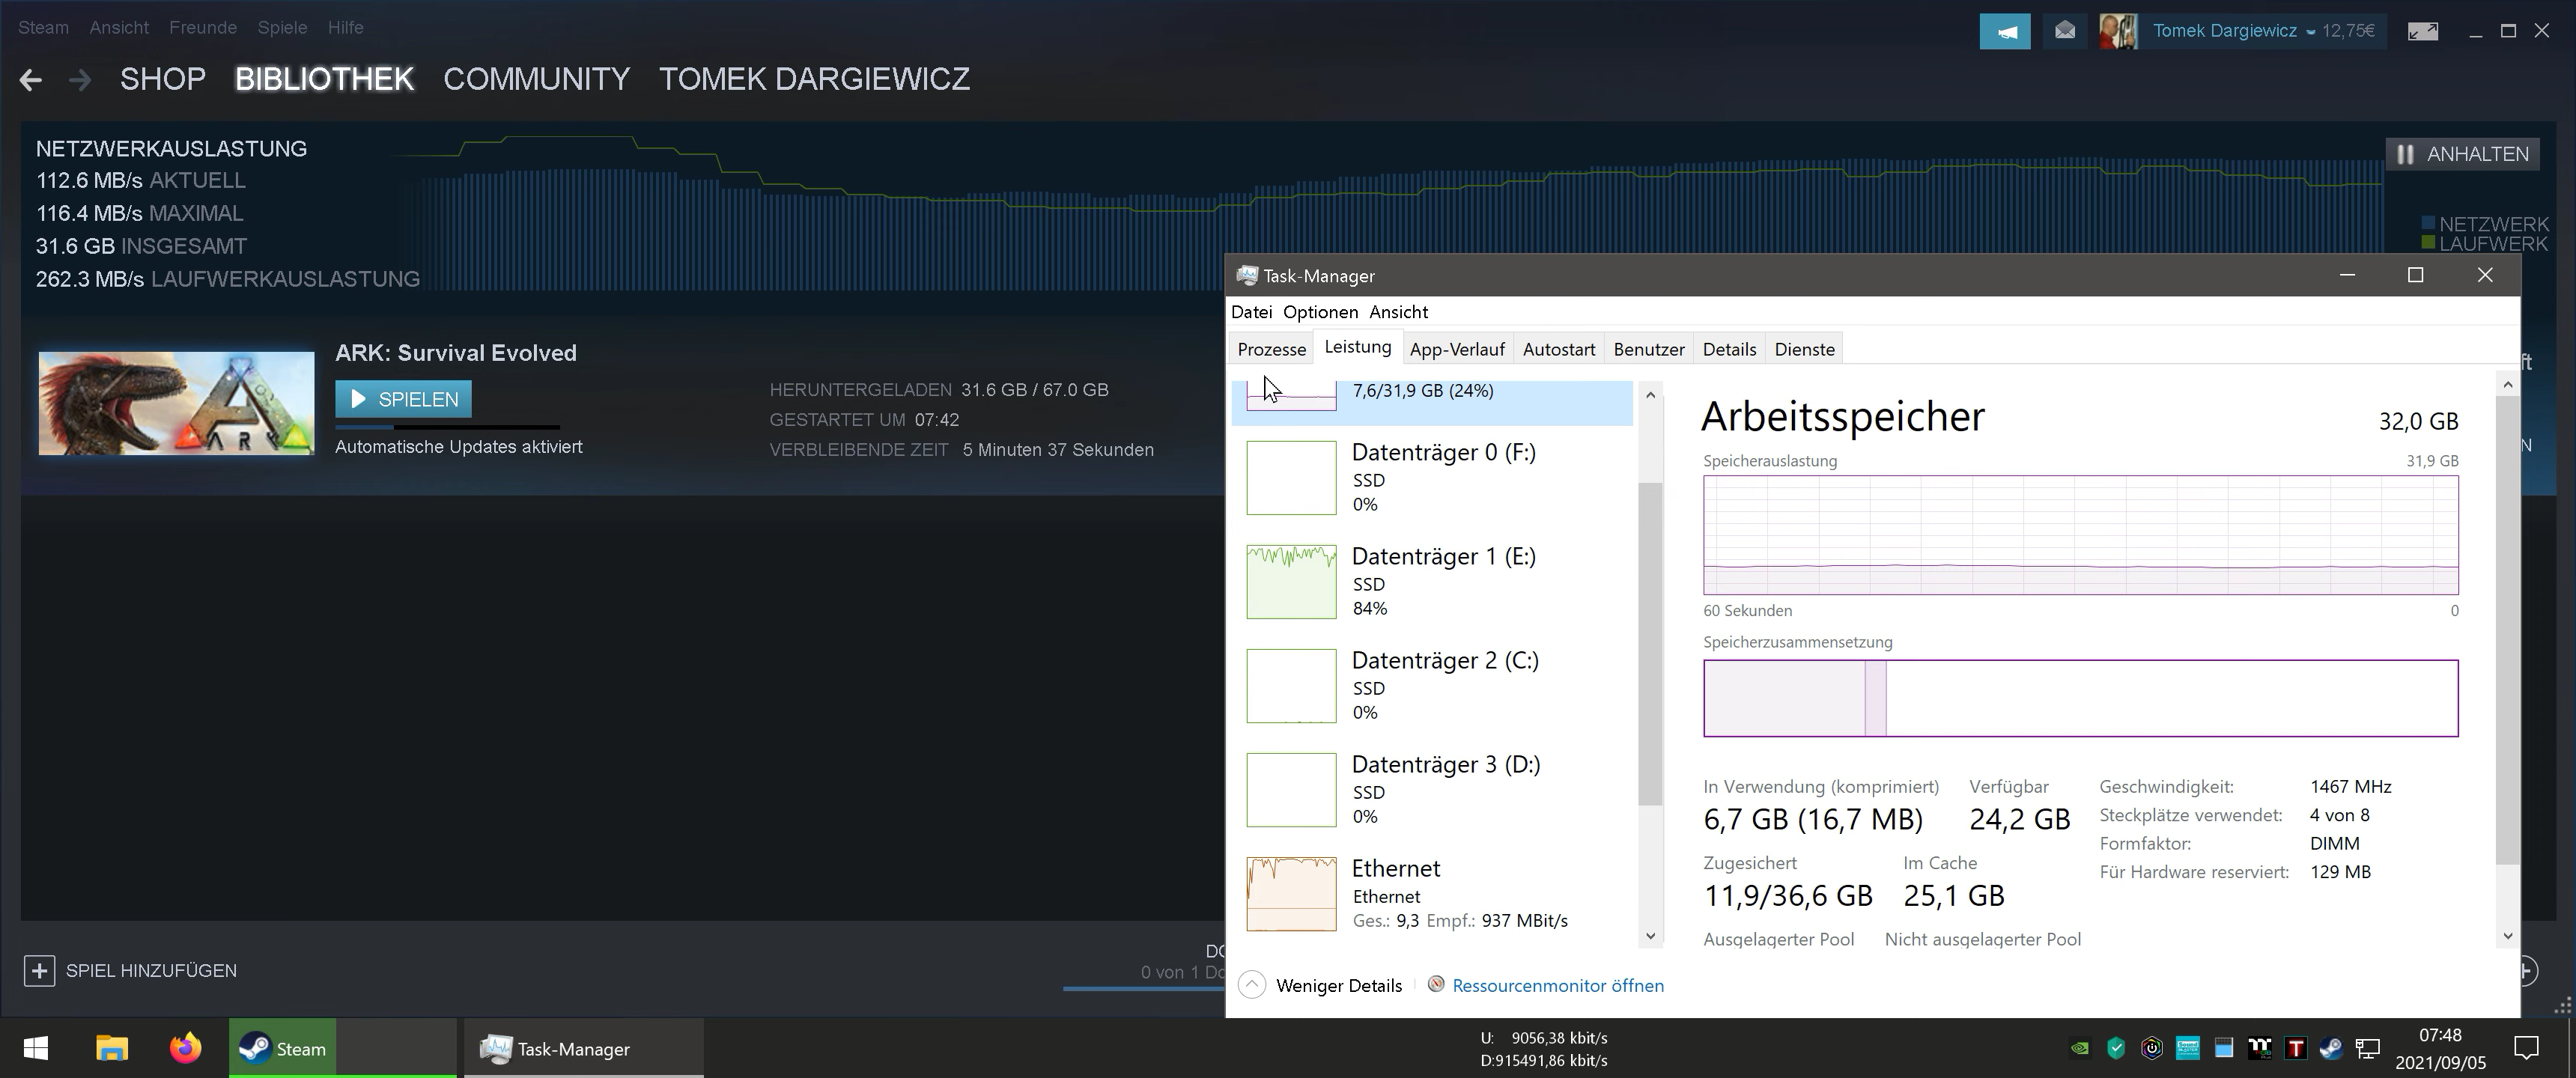 Steam Ansicht Freunde Spiele Hilfe
Tomek Dargiewicz 12,75€
SHOP BIBLIOTHEK COMMUNITY TOMEK DARGIEWICZ
NETZWERKAUSLASTUNG
112.6 MB/s AKTUELL
116.4 MB/s MAXIMAL
31.6 GB INSGESAMT
262.3 MB/s LAUFWERKAUSLASTUNG
ANHALTEN
NETZWERK
LAUFWERK
ARK
ARK: Survival Evolved
SPIELEN
Automatische Updates aktiviert
HERUNTERGELADEN 31.6 GB / 67.0 GB
GESTARTET UM 07:42
VERBLEIBENDE ZEIT 5 Minuten 37 Sekunden
Task-Manager
Datei Optionen Ansicht
Prozesse Leistung App-Verlauf Autostart Benutzer Details Dienste
7,6/31,9 GB (24%)
Datenträger 0 (F:)
SSD
0%
Datenträger 1 (E:)
SSD
84%
Datenträger 2 (C:)
SSD
0%
Datenträger 3 (D:)
SSD
0%
Ethernet
Ethernet
Ges.: 9,3 Empf.: 937 MBit/s
Arbeitsspeicher 32,0 GB
Speicherauslastung 31,9 GB
60 Sekunden 0
Speicherzusammensetzung
In Verwendung (komprimiert) Verfügbar
6,7 GB (16,7 MB) 24,2 GB
Zugesichert Im Cache
11,9/36,6 GB 25,1 GB
Ausgelagerter Pool Nicht ausgelagerter Pool
Geschwindigkeit: 1467 MHz
Steckplätze verwendet: 4 von 8
Formfaktor: DIMM
Für Hardware reserviert: 129 MB
Weniger Details Ressourcenmonitor öffnen
SPIEL HINZUFÜGEN
0 von 1
Steam
Task-Manager
U: 9056,38 kbit/s
D:915491,86 kbit/s
07:48
2021/09/05